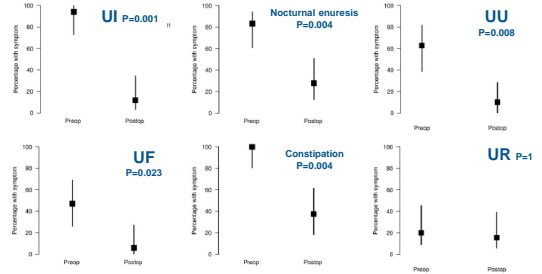 UI P=0.001
If
Percentage with symptom
100
80
60
40
20
0
Preop
Postop
Nocturnal enuresis
P=0.004
Percentage with symptom
100
80
60
40
20
0
Preop
Postop
UU
P=0.008
Percentage with symptom
100
80
60
40
20
0
Preop
Postop
UF
P=0.023
Percentage with symptom
100
80
60
40
20
0
Preop
Postop
Constipation
P=0.004
Percentage with symptom
100
80
60
40
20
0
Preop
Postop
UR P=1
Percentage with symptom
100
80
60
40
20
0
Preop
Postop